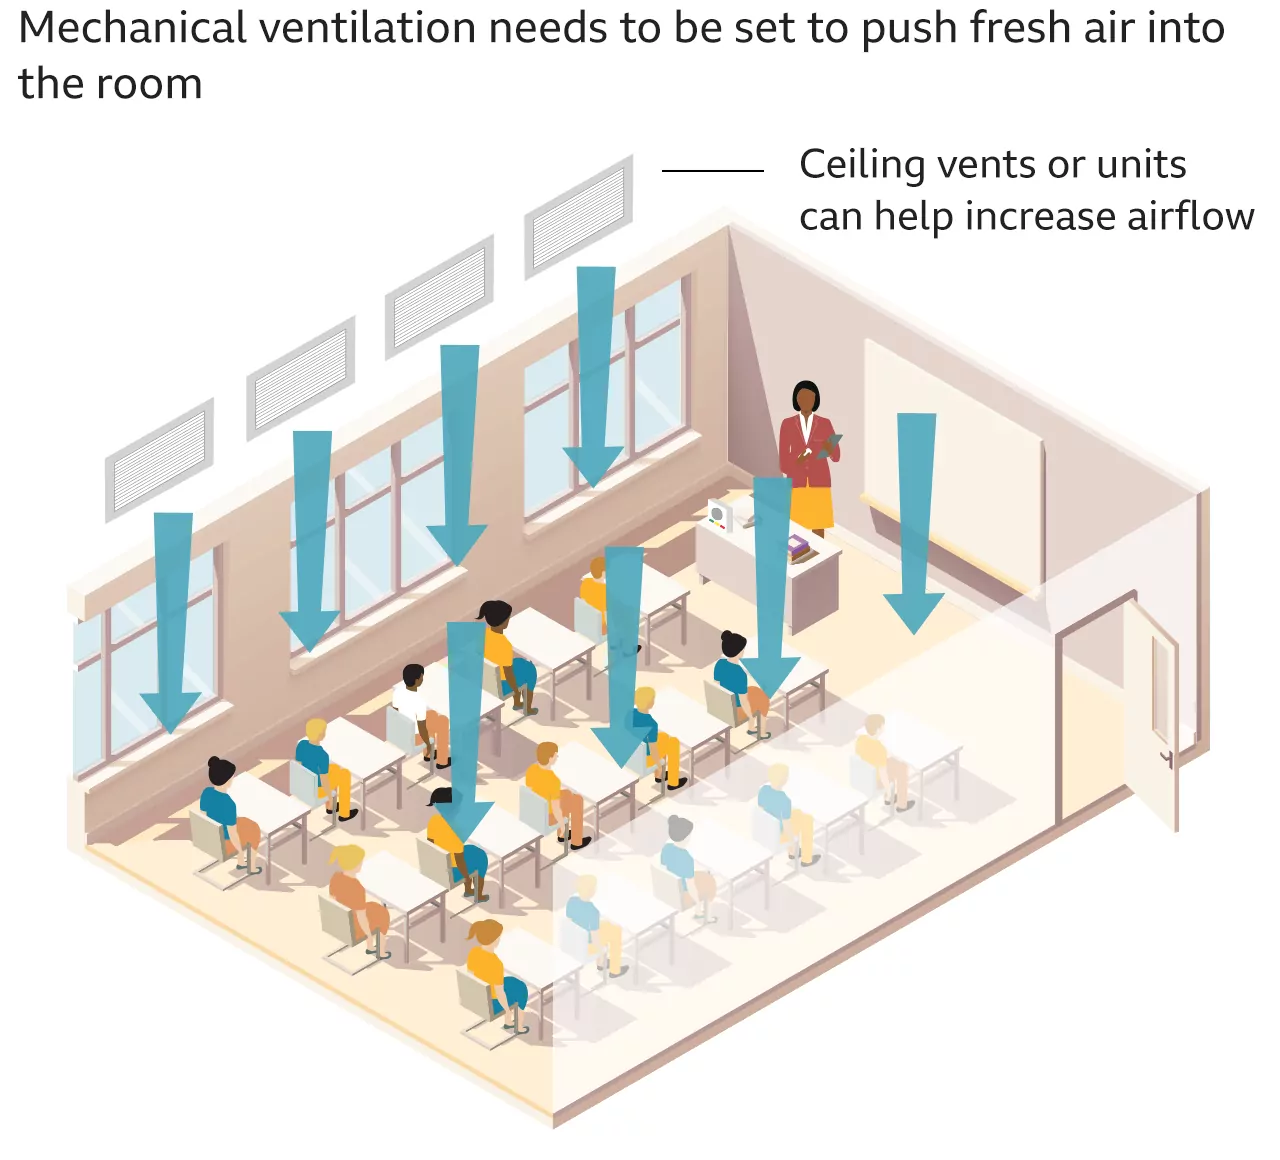 Mechanical ventilation needs to be set to push fresh air into
the room
Ceiling vents or units
can help increase airflow